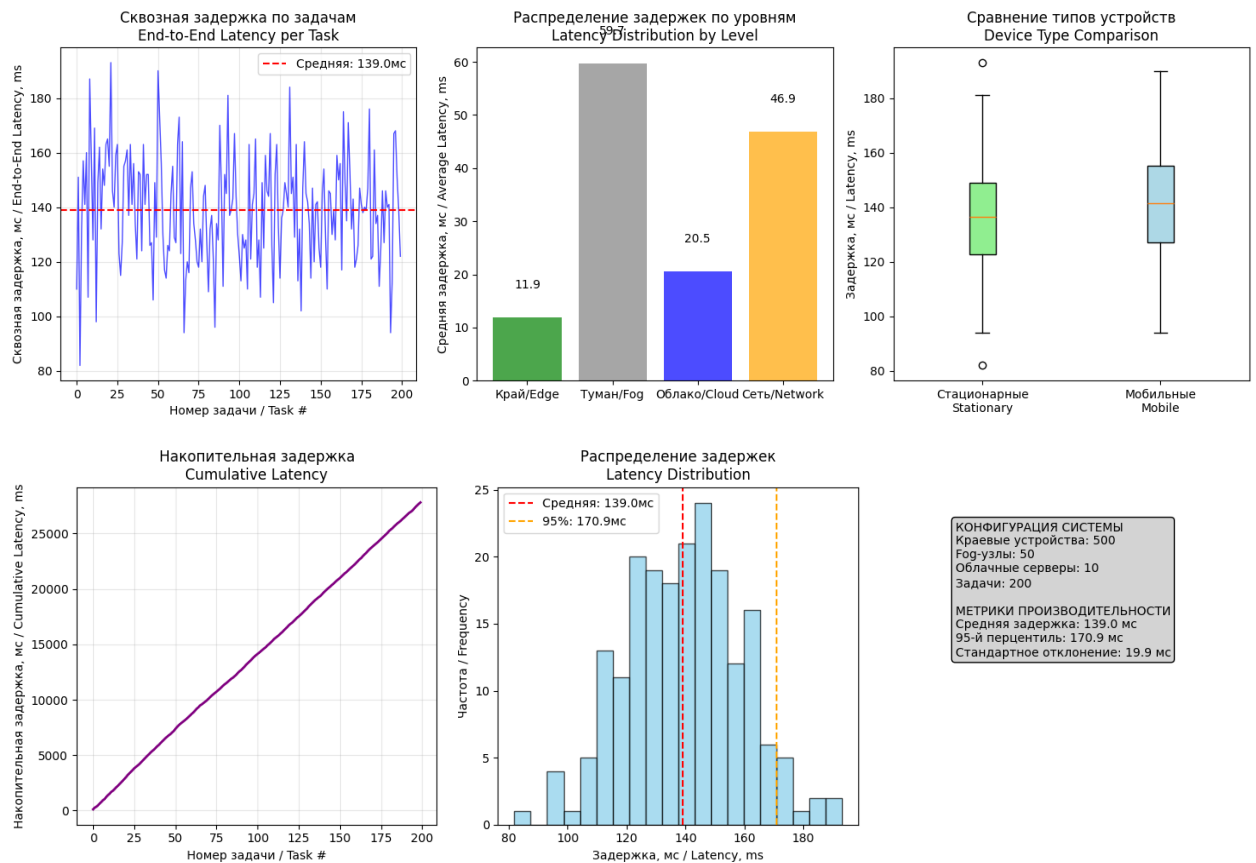 Сквозная задержка по задачам
End-to-End Latency per Task
Сквозная задержка, мс / End-to-End Latency, ms
180
160
140
120
100
80
Средняя: 139.0мс
0
25
50
75
100
125
150
175
200
Номер задачи / Task #
Распределение задержек по уровням
Latency Distribution by Level
Средняя задержка, мс / Average Latency, ms
60
50
40
30
20
10
0
11.9
59.7
20.5
46.9
Край/Edge
Туман/Fog
Облако/Cloud
Сеть/Network
Сравнение типов устройств
Device Type Comparison
Задержка, мс / Latency, ms
180
160
140
120
100
80
Стационарные
Stationary
Мобильные
Mobile
Накопительная задержка
Cumulative Latency
Накопительная задержка, мс / Cumulative Latency, ms
25000
20000
15000
10000
5000
0
0
25
50
75
100
125
150
175
200
Номер задачи / Task #
Распределение задержек
Latency Distribution
Частота / Frequency
25
20
15
10
5
0
Средняя: 139.0мс
95%: 170.9мс
80
100
120
140
160
180
Задержка, мс / Latency, ms
КОНФИГУРАЦИЯ СИСТЕМЫ
Краевые устройства: 500
Fog-узлы: 50
Облачные серверы: 10
Задачи: 200
МЕТРИКИ ПРОИЗВОДИТЕЛЬНОСТИ
Средняя задержка: 139.0 мс
95-й перцентиль: 170.9 мс
Стандартное отклонение: 19.9 мс